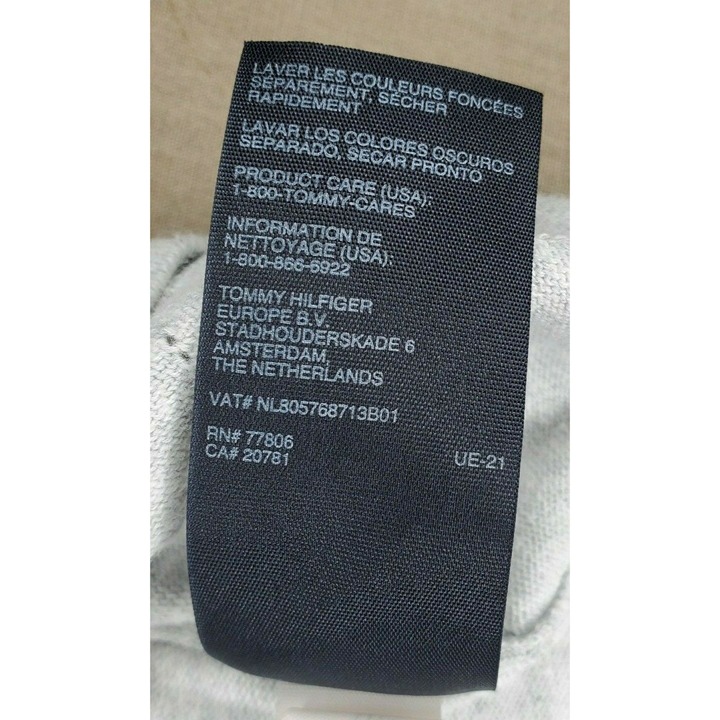 LAVER LES COULEURS FONCÉES
SÉPARÉMENT, SÉCHER
RAPIDEMENT
LAVAR LOS COLORES OSCUROS
SEPARADO, SECAR PRONTO
PRODUCT CARE (USA):
1-800-TOMMY-CARES
INFORMATION DE
NETTOYAGE (USA):
1-800-866-6922
TOMMY HILFIGER
EUROPE B.V.
STADHOUDERSKADE 6
AMSTERDAM,
THE NETHERLANDS
VAT# NL805768713B01
RN# 77806
CA# 20781 UE-21